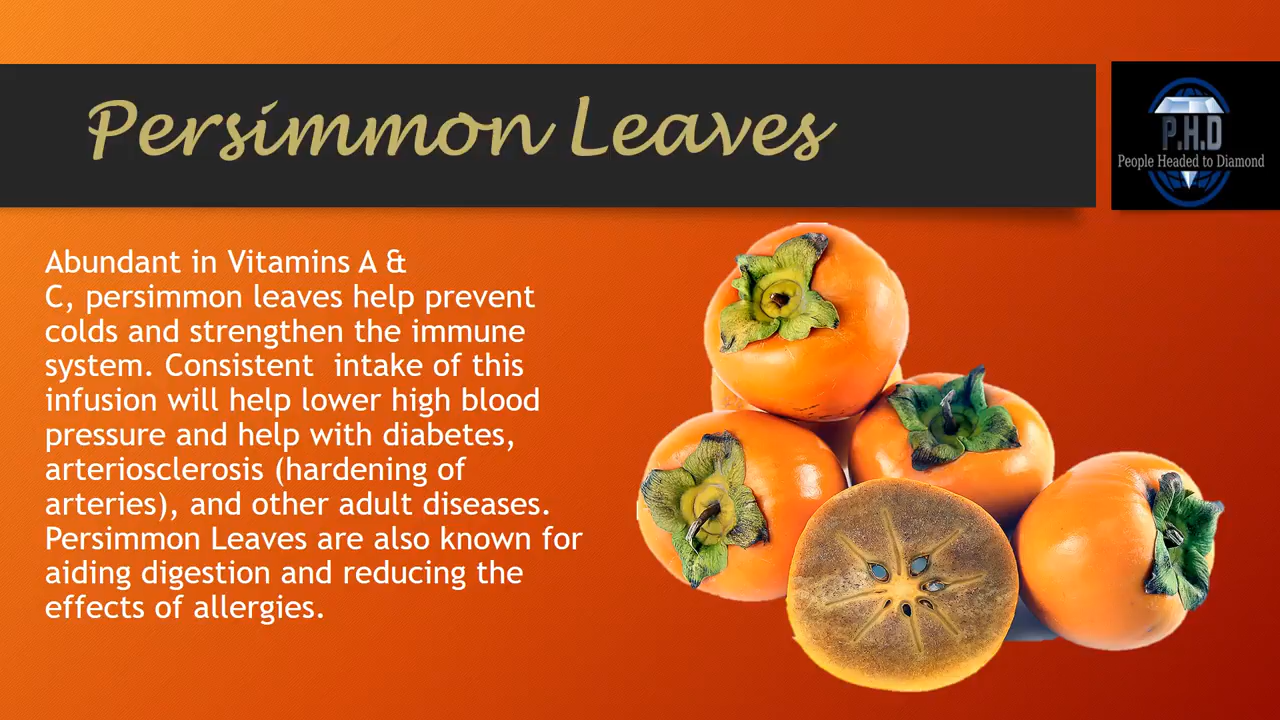 Persimmon Leaves
P.H.D
People Headed to Diamond
Abundant in Vitamins A &
C, persimmon leaves help prevent
colds and strengthen the immune
system. Consistent  intake of this
infusion will help lower high blood
pressure and help with diabetes,
arteriosclerosis (hardening of
arteries), and other adult diseases.
Persimmon Leaves are also known for
aiding digestion and reducing the
effects of allergies.